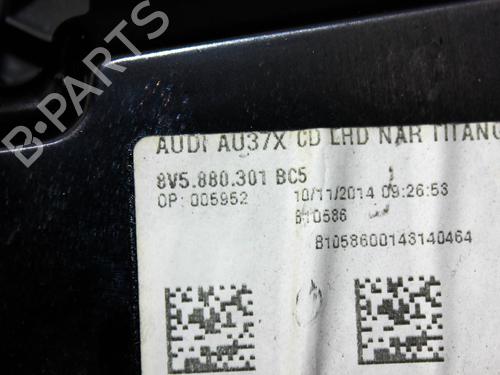 B-PARTS
AUDI AU37X CD LHD NAR TITANG
8V5.880.301 BC5
OP: 005952 10/11/2014 09:26:53
B10586
B1058600143140464